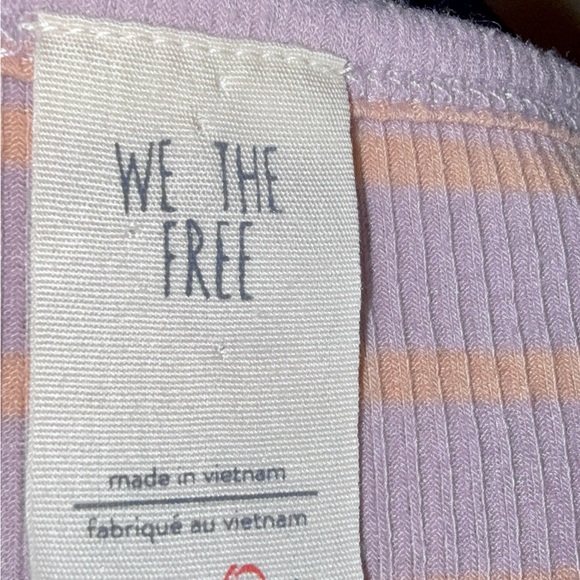 WE THE
FREE
made in vietnam
fabriqué au vietnam